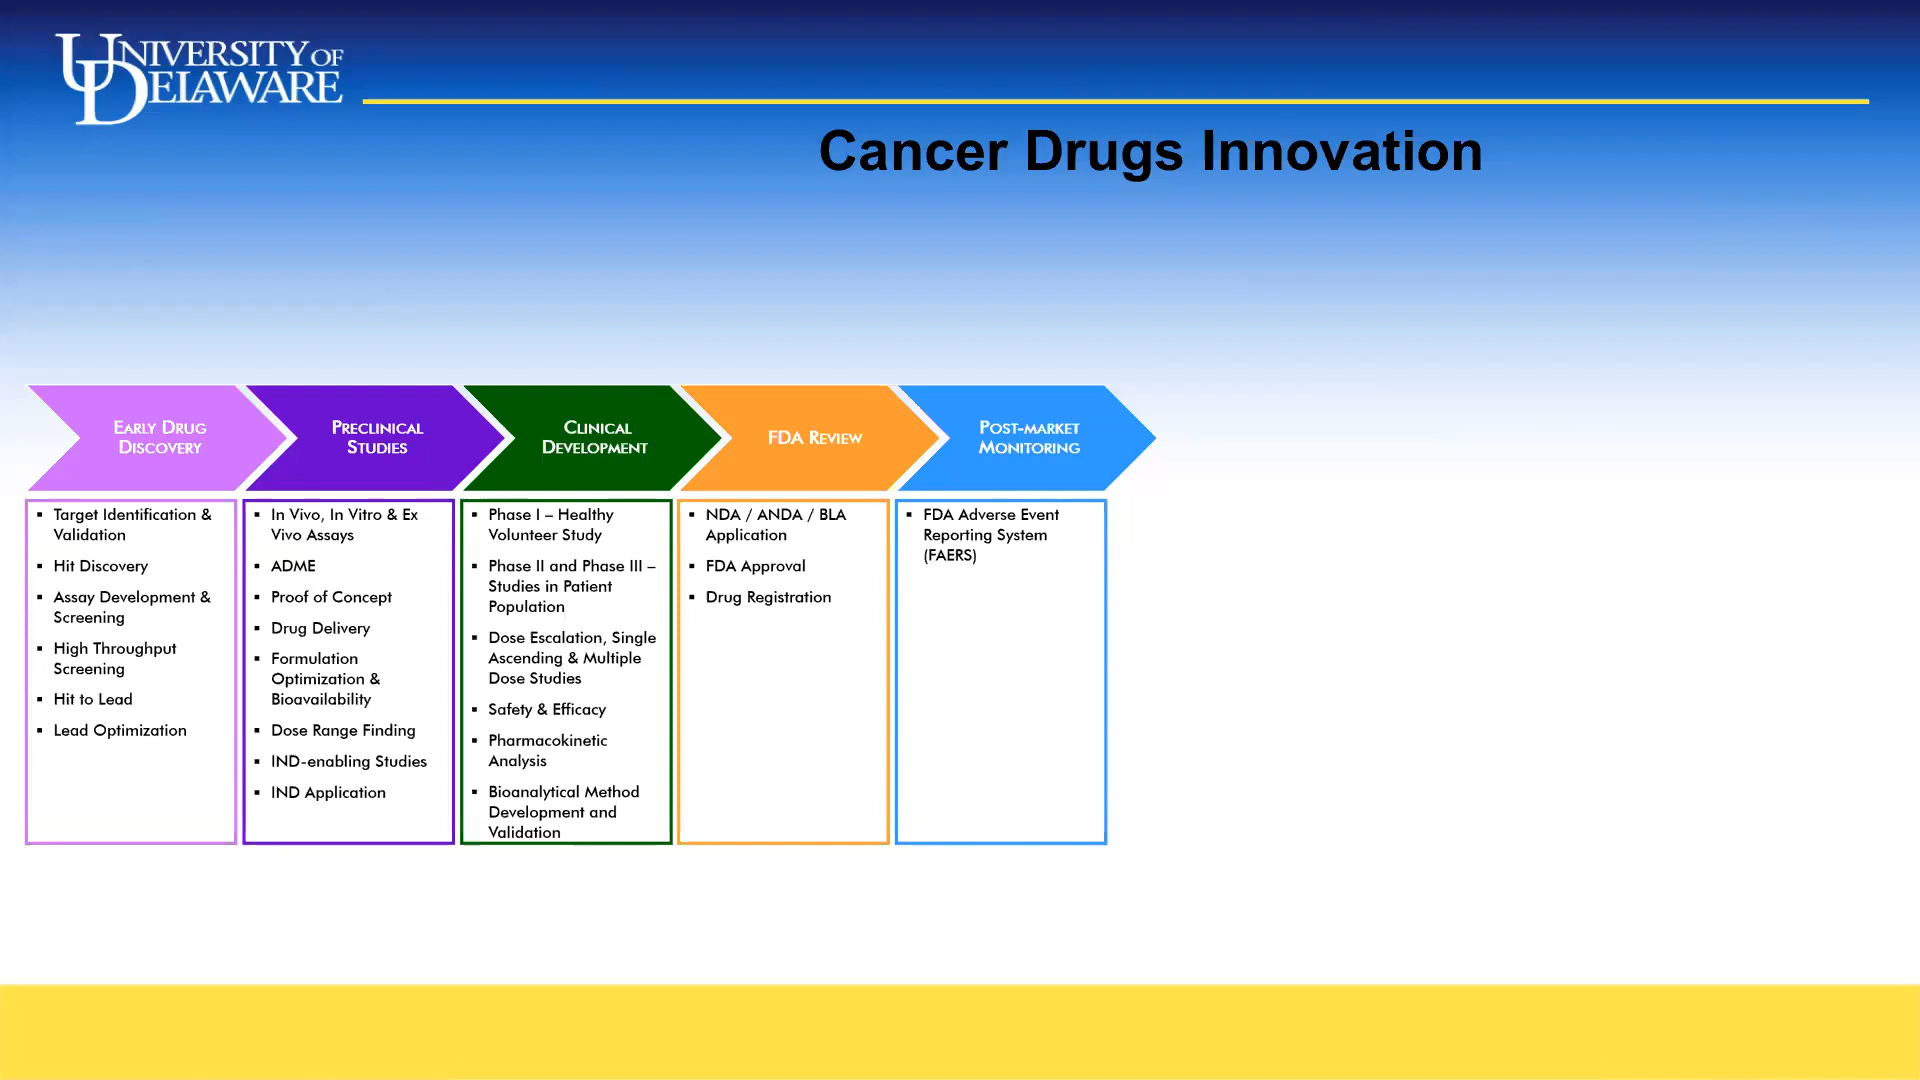 UNIVERSITY OF
DELAWARE
Cancer Drugs Innovation
EARLY DRUG
DISCOVERY
PRECLINICAL
STUDIES
CLINICAL
DEVELOPMENT
FDA REVIEW
POST-MARKET
MONITORING
▪ Target Identification &
Validation
▪ Hit Discovery
▪ Assay Development &
Screening
▪ High Throughput
Screening
▪ Hit to Lead
▪ Lead Optimization
▪ In Vivo, In Vitro & Ex
Vivo Assays
▪ ADME
▪ Proof of Concept
▪ Drug Delivery
▪ Formulation
Optimization &
Bioavailability
▪ Dose Range Finding
▪ IND-enabling Studies
▪ IND Application
▪ Phase I – Healthy
Volunteer Study
▪ Phase II and Phase III –
Studies in Patient
Population
▪ Dose Escalation, Single
Ascending & Multiple
Dose Studies
▪ Safety & Efficacy
▪ Pharmacokinetic
Analysis
▪ Bioanalytical Method
Development and
Validation
▪ NDA / ANDA / BLA
Application
▪ FDA Approval
▪ Drug Registration
▪ FDA Adverse Event
Reporting System
(FAERS)